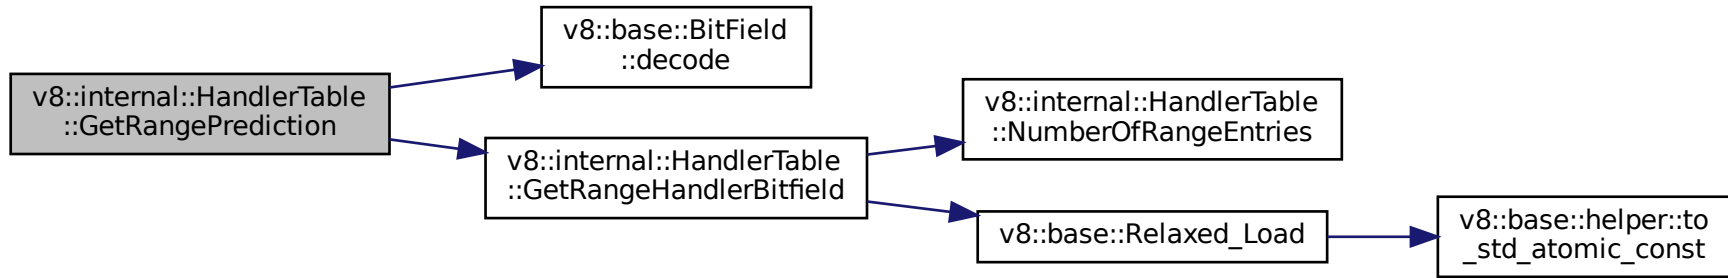 v8::internal::HandlerTable
::GetRangePrediction
v8::base::BitField
::decode
v8::internal::HandlerTable
::GetRangeHandlerBitfield
v8::internal::HandlerTable
::NumberOfRangeEntries
v8::base::Relaxed_Load
v8::base::helper::to
_std_atomic_const